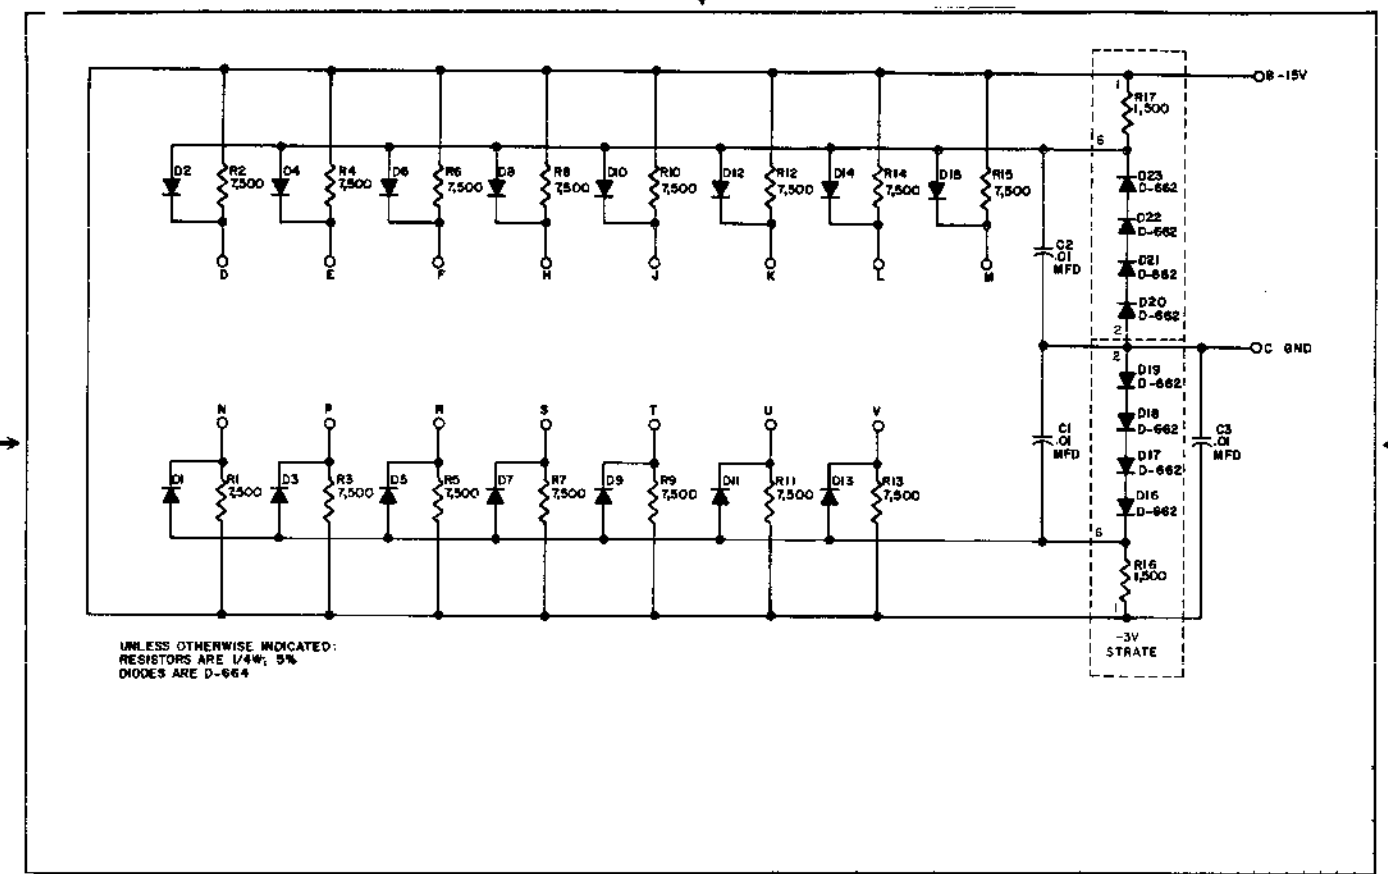 B -15V
1
R17
1,500
6
D2
R2
7,500
D4
R4
7,500
D6
R6
7,500
D8
R8
7,500
D10
R10
7,500
D12
R12
7,500
D14
R14
7,500
D15
R15
7,500
D23
D-662
D22
D-662
D21
D-662
D20
D-662
C2
.01
MFD
D
E
F
H
J
K
L
M
2
2
C GND
D19
D-662
D18
D-662
D17
D-662
D16
D-662
N
P
R
S
T
U
V
C1
.01
MFD
C3
.01
MFD
D1
R1
7,500
D3
R3
7,500
D5
R5
7,500
D7
R7
7,500
D9
R9
7,500
D11
R11
7,500
D13
R13
7,500
6
R16
1,500
1
-3V
STRATE
UNLESS OTHERWISE INDICATED:
RESISTORS ARE 1/4W; 5%
DIODES ARE D-664